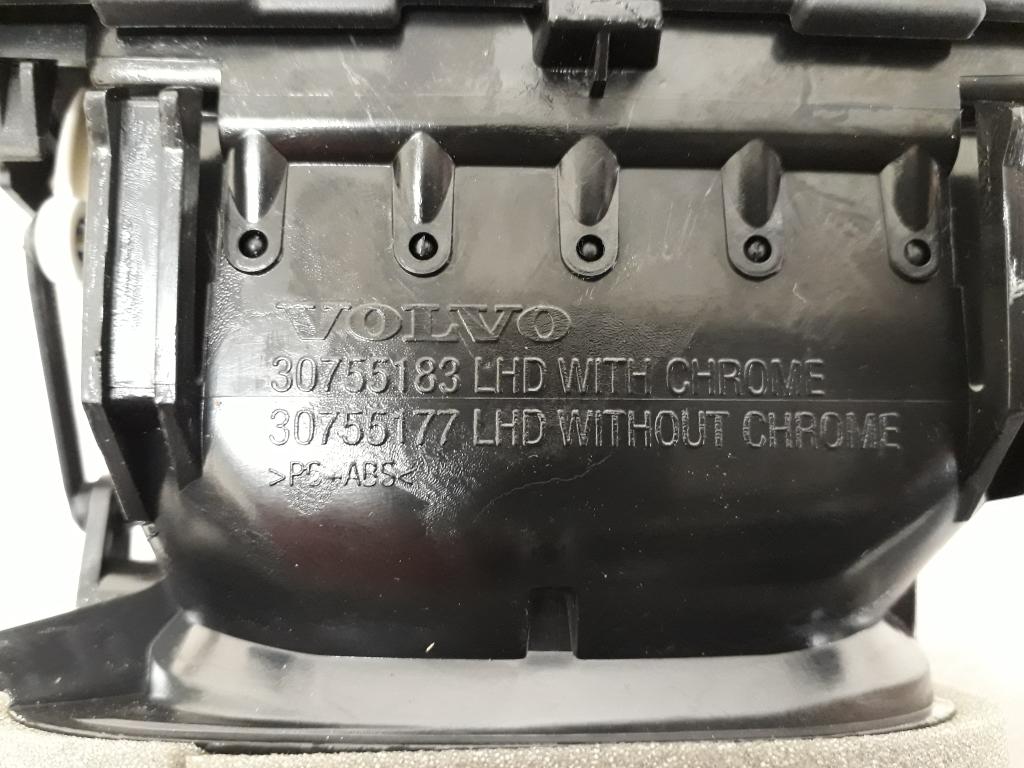 VOLVO
30755183 LHD WITH CHROME
30755177 LHD WITHOUT CHROME
>PC+ABS<